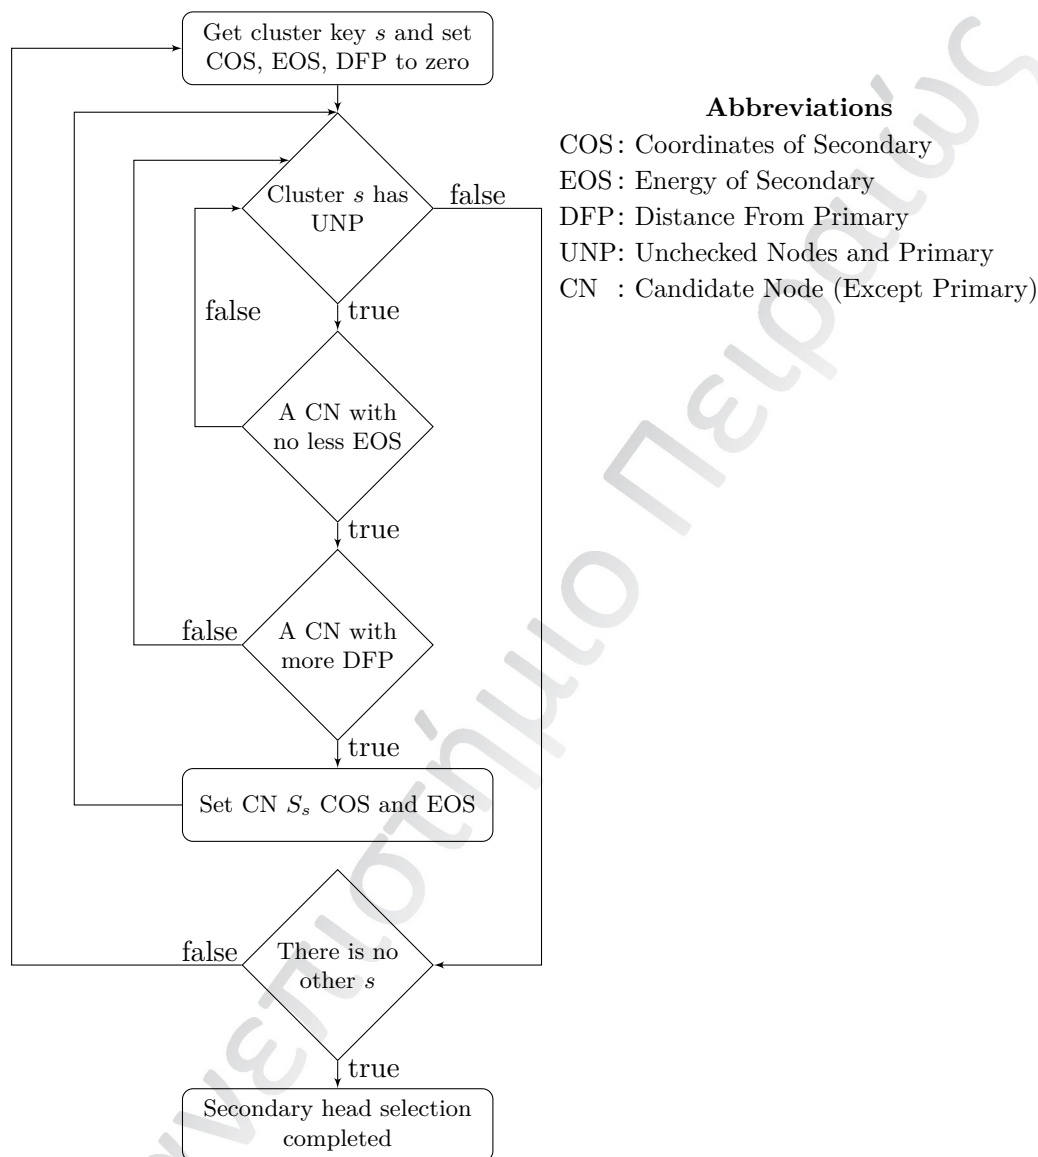 Get cluster key s and set
COS, EOS, DFP to zero
Abbreviations
COS: Coordinates of Secondary
EOS: Energy of Secondary
DFP: Distance From Primary
UNP: Unchecked Nodes and Primary
CN : Candidate Node (Except Primary)
Cluster s has
UNP
false
true
false
A CN with
no less EOS
true
A CN with
more DFP
false
true
Set CN Sₛ COS and EOS
There is no
other s
false
true
Secondary head selection
completed
ανεπιστήμιο Πειραιώς